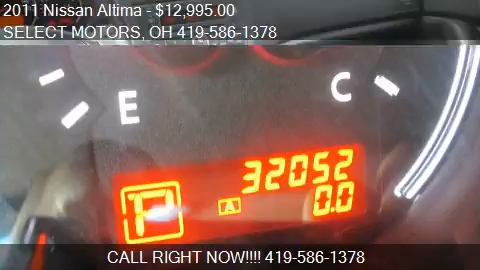 2011 Nissan Altima - $12,995.00
SELECT MOTORS, OH 419-586-1378
E
C
32052
A
0.0
P
CALL RIGHT NOW!!!! 419-586-1378